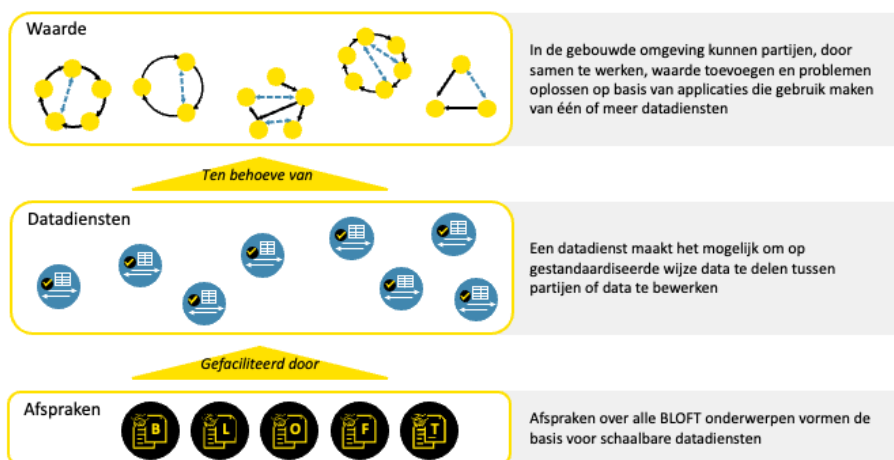 Waarde
In de gebouwde omgeving kunnen partijen, door
samen te werken, waarde toevoegen en problemen
oplossen op basis van applicaties die gebruik maken
van één of meer datadiensten
Ten behoeve van
Datadiensten
Een datadienst maakt het mogelijk om op
gestandaardiseerde wijze data te delen tussen
partijen of data te bewerken
Gefaciliteerd door
Afspraken
B L O F T
Afspraken over alle BLOFT onderwerpen vormen de
basis voor schaalbare datadiensten